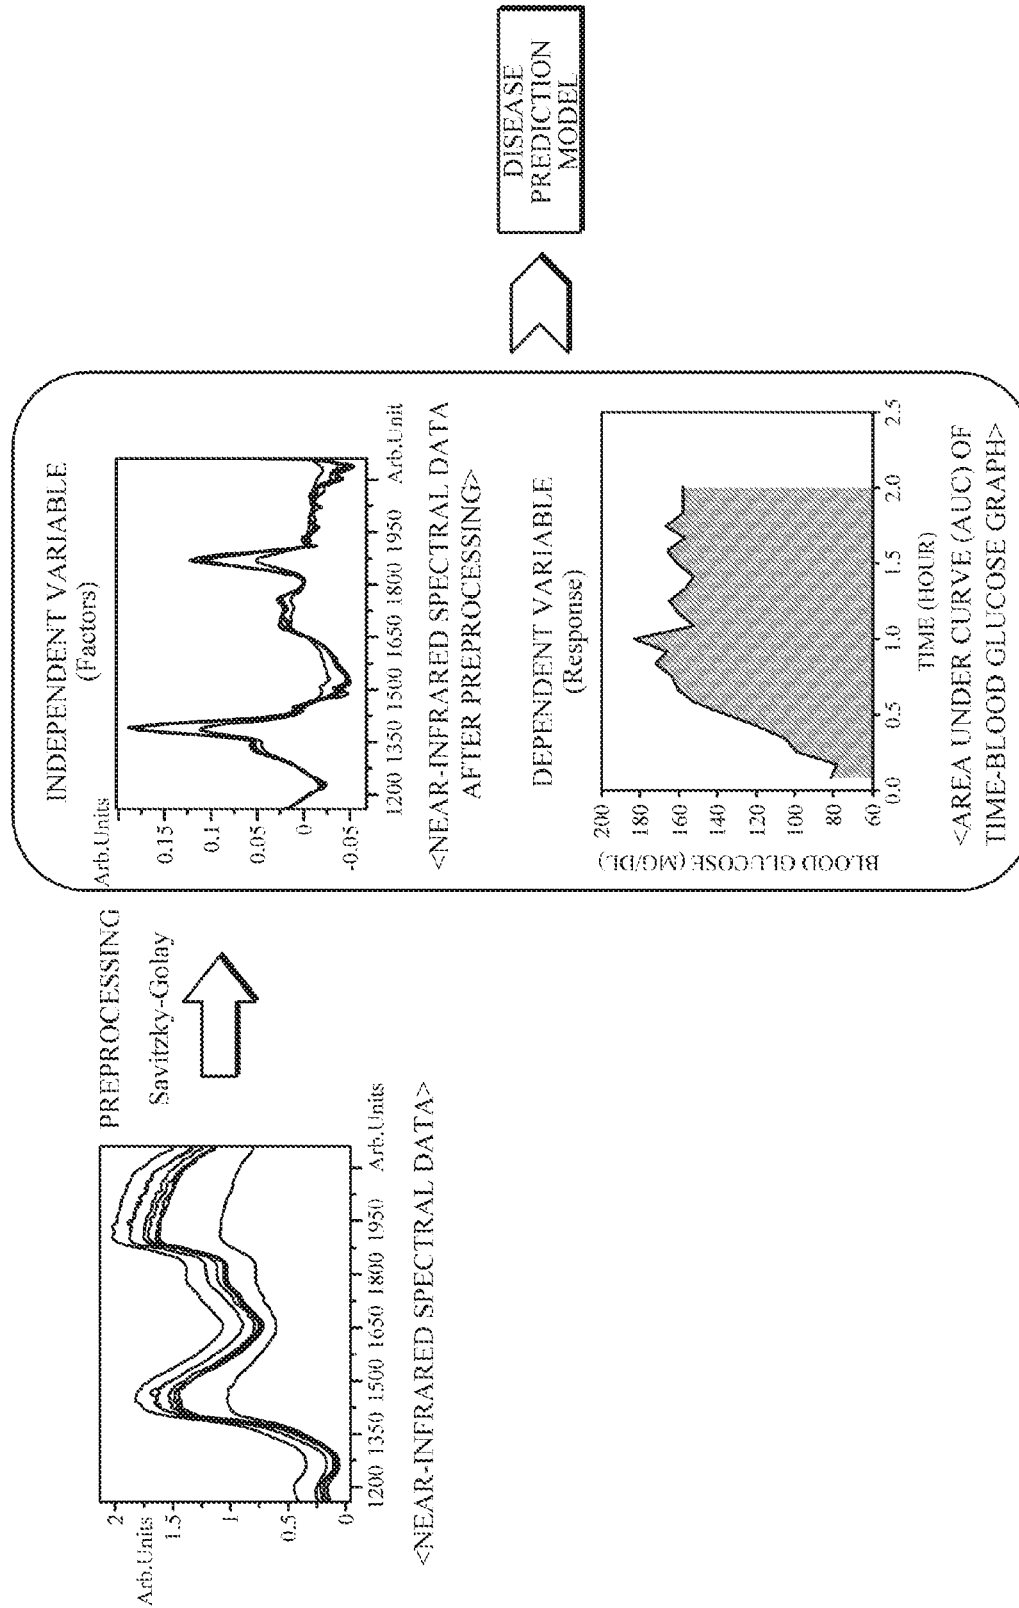 Arb.Units
2
1.5
1
0.5
0
1200 1350 1500 1650 1800 1950 Arb.Units
<NEAR-INFRARED SPECTRAL DATA>
PREPROCESSING
Savitzky-Golay
INDEPENDENT VARIABLE
(Factors)
Arb.Units
0.15
0.1
0.05
0
-0.05
1200 1350 1500 1650 1800 1950 Arb.Unit
<NEAR-INFRARED SPECTRAL DATA
AFTER PREPROCESSING>
DEPENDENT VARIABLE
(Response)
BLOOD GLUCOSE (MG/DL)
200
180
160
140
120
100
80
60
0.0 0.5 1.0 1.5 2.0 2.5
TIME (HOUR)
<AREA UNDER CURVE (AUC) OF
TIME-BLOOD GLUCOSE GRAPH>
DISEASE
PREDICTION
MODEL